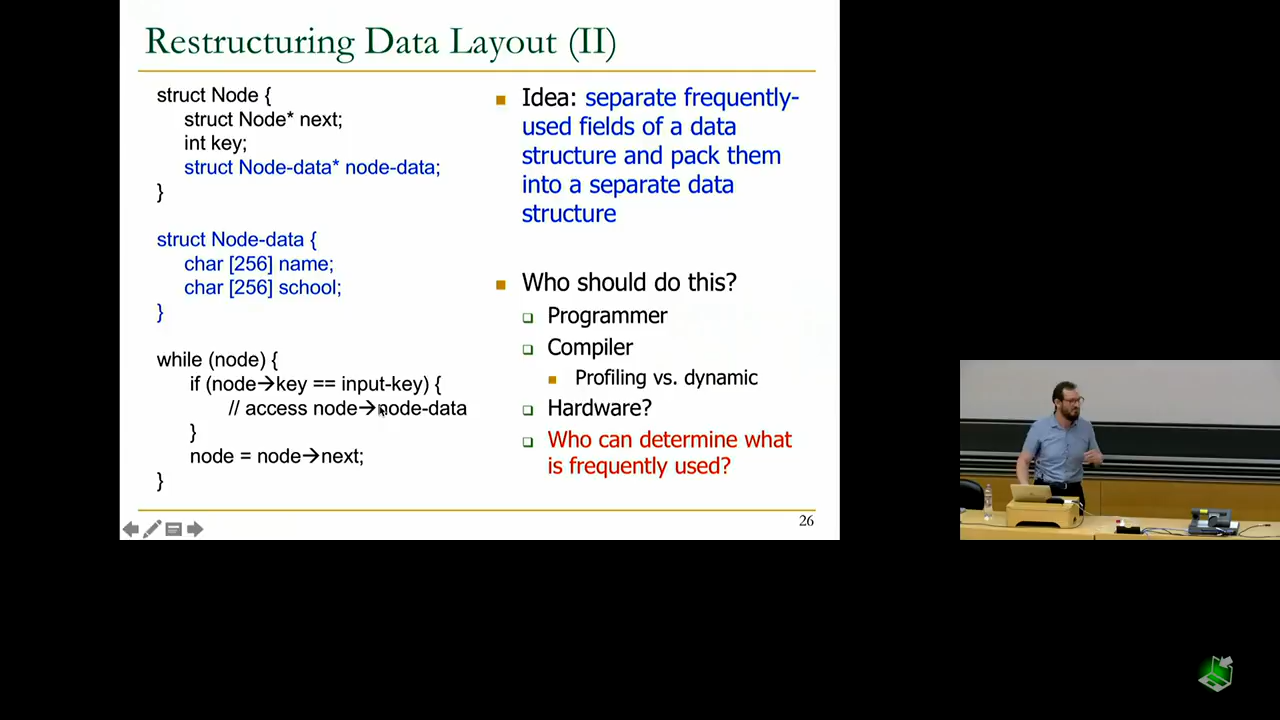 Restructuring Data Layout (II)
struct Node {
struct Node* next;
int key;
struct Node-data* node-data;
}
struct Node-data {
char [256] name;
char [256] school;
}
while (node) {
if (node→key == input-key) {
// access node→node-data
}
node = node→next;
}
Idea: separate frequently-
used fields of a data
structure and pack them
into a separate data
structure
Who should do this?
Programmer
Compiler
Profiling vs. dynamic
Hardware?
Who can determine what
is frequently used?
26